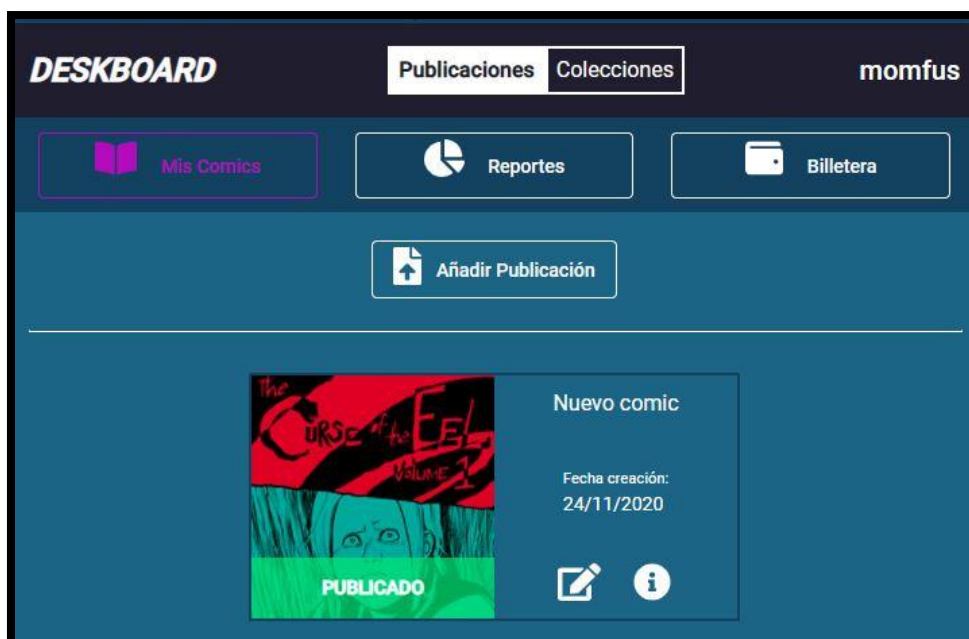 DESKBOARD
Publicaciones Colecciones
momfus
Mis Comics
Reportes
Billetera
Añadir Publicación
The
CURSE of the EEL
VOLUME 1
PUBLICADO
Nuevo comic
Fecha creación:
24/11/2020